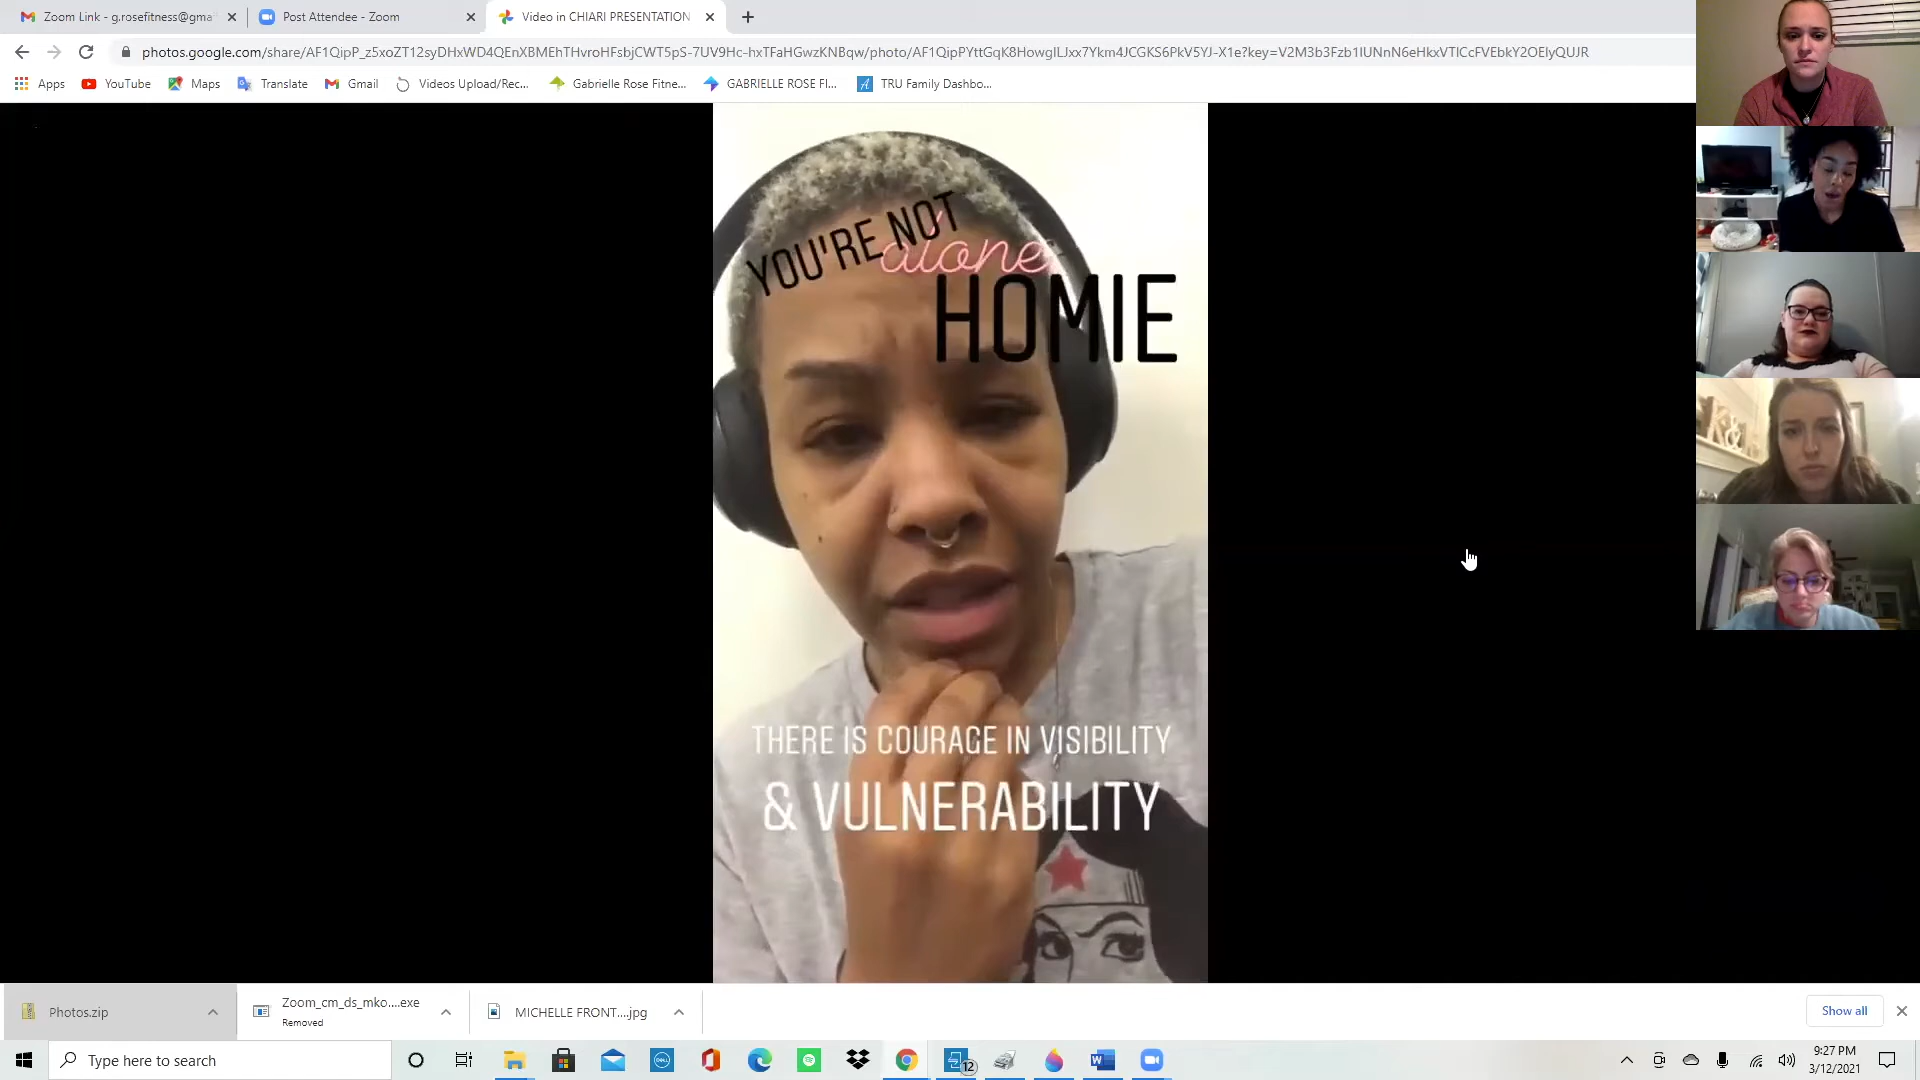 Zoom Link - g.rosefitness@gma
Post Attendee - Zoom
Video in CHIARI PRESENTATION
photos.google.com/share/AF1QipP_z5xoZT12syDHxWD4QEnXBMEhTHvroHFsbjCWT5pS-7UV9Hc-hxTFaHGwzKNBqw/photo/AF1QipPYttGqK8HowgILJxx7Ykm4JCGKS6PkV5YJ-X1e?key=V2M3b3Fzb1lUNnN6eHkxVTlCcFVEbkY2OElyQUJR
Apps
YouTube
Maps
Translate
Gmail
Videos Upload/Rec...
Gabrielle Rose Fitne...
GABRIELLE ROSE FI...
TRU Family Dashbo...
YOU'RE NOT
alone
HOMIE
THERE IS COURAGE IN VISIBILITY
& VULNERABILITY
Photos.zip
Zoom_cm_ds_mko....exe
Removed
MICHELLE FRONT....jpg
Show all
Type here to search
12
9:27 PM
3/12/2021